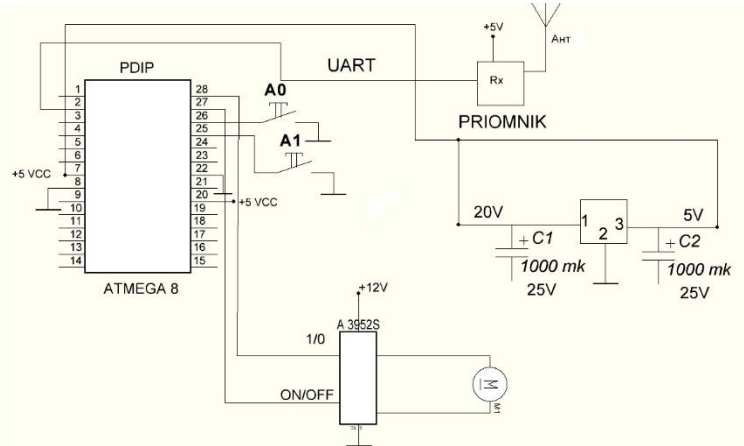 +5V
Ант
PDIP
UART
Rx
PRIOMNIK
1 28
2 27
3 26
4 25
5 24
6 23
7 22
8 21
9 20
10 19
11 18
12 17
13 16
14 15
A0
A1
+5 VCC
+5 VCC
ATMEGA 8
20V
5V
1 2 3
+ C1
1000 mk
25V
+ C2
1000 mk
25V
+12V
A 3952S
1/0
ON/OFF
M
M1